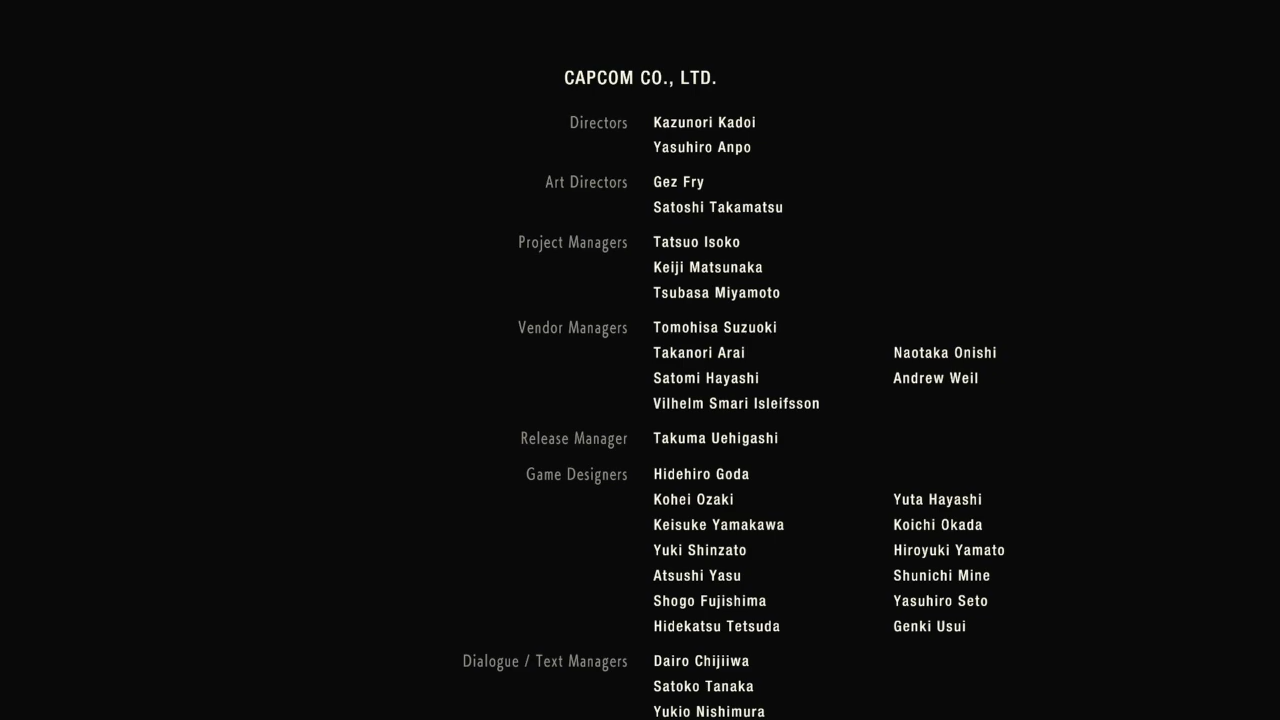 CAPCOM CO., LTD.
Directors Kazunori Kadoi
Yasuhiro Anpo
Art Directors Gez Fry
Satoshi Takamatsu
Project Managers Tatsuo Isoko
Keiji Matsunaka
Tsubasa Miyamoto
Vendor Managers Tomohisa Suzuoki
Takanori Arai Naotaka Onishi
Satomi Hayashi Andrew Weil
Vilhelm Smari Isleifsson
Release Manager Takuma Uehigashi
Game Designers Hidehiro Goda
Kohei Ozaki Yuta Hayashi
Keisuke Yamakawa Koichi Okada
Yuki Shinzato Hiroyuki Yamato
Atsushi Yasu Shunichi Mine
Shogo Fujishima Yasuhiro Seto
Hidekatsu Tetsuda Genki Usui
Dialogue / Text Managers Dairo Chijiiwa
Satoko Tanaka
Yukio Nishimura